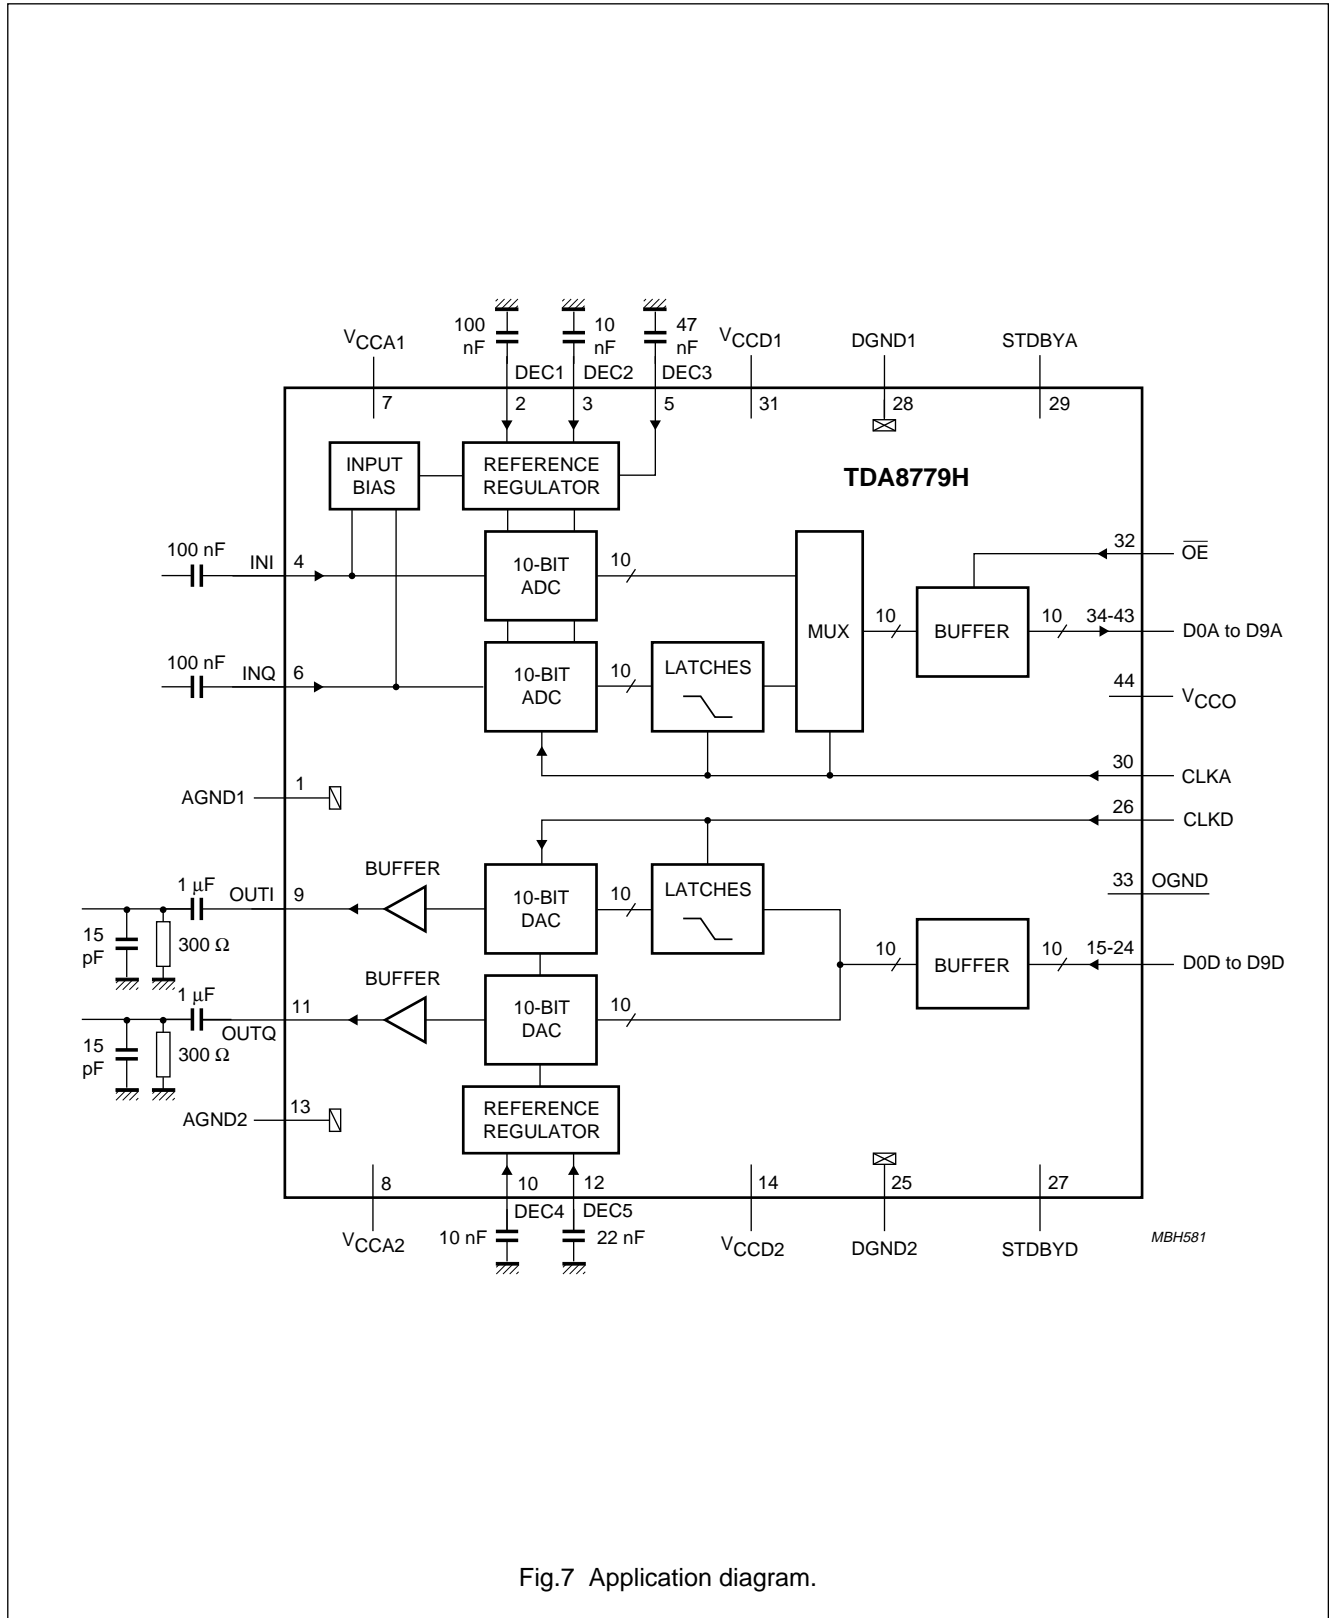 100 nF
10 nF
47 nF
VCCA1
VCCD1
DGND1
STDBYA
DEC1
DEC2
DEC3
7
2
3
5
31
28
29
INPUT BIAS
REFERENCE REGULATOR
TDA8779H
100 nF
INI
4
10-BIT ADC
10
32
OE
MUX
10
BUFFER
10
34-43
D0A to D9A
100 nF
INQ
6
10-BIT ADC
10
LATCHES
44
VCCO
30
CLKA
AGND1
1
26
CLKD
BUFFER
1 μF
OUTI
9
10-BIT DAC
10
LATCHES
33
OGND
15 pF
300 Ω
10
BUFFER
10
15-24
D0D to D9D
BUFFER
1 μF
11
OUTQ
10-BIT DAC
10
15 pF
300 Ω
AGND2
13
REFERENCE REGULATOR
8
10
12
14
25
27
DEC4
DEC5
VCCA2
10 nF
22 nF
VCCD2
DGND2
STDBYD
MBH581
Fig.7 Application diagram.